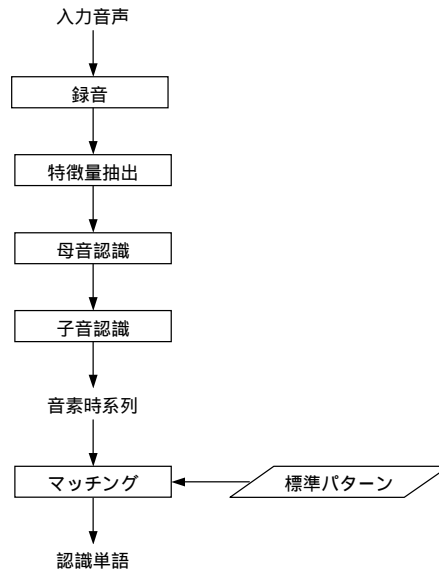 入力音声
録音
特徴量抽出
母音認識
子音認識
音素時系列
マッチング
標準パターン
認識単語